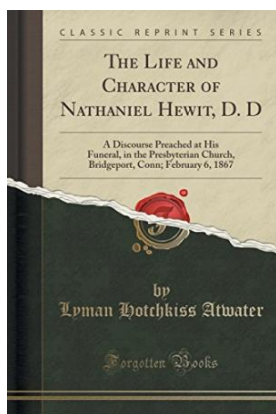 CLASSIC REPRINT SERIES
THE LIFE AND
CHARACTER OF
NATHANIEL HEWIT, D. D
A Discourse Preached at His
Funeral, in the Presbyterian Church,
Bridgeport, Conn; February 6, 1867
by
Lyman Hotchkiss Atwater
Forgotten Books